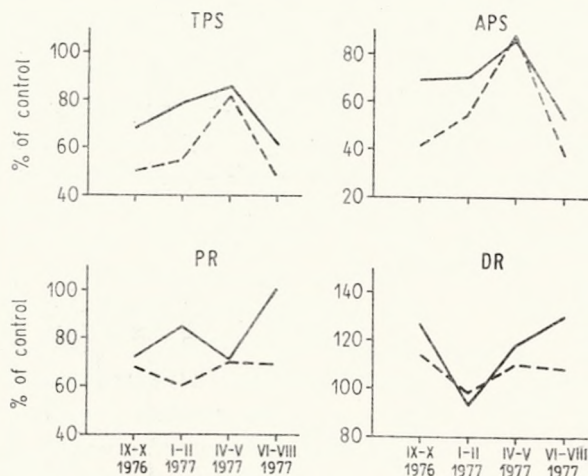 TPS
APS
% of control
100
80
60
40
80
60
40
20
PR
DR
% of control
100
80
60
40
140
120
100
80
IX-X I-II IV-V VI-VIII
1976 1977 1977 1977
IX-X I-II IV-V VI-VIII
1976 1977 1977 1977